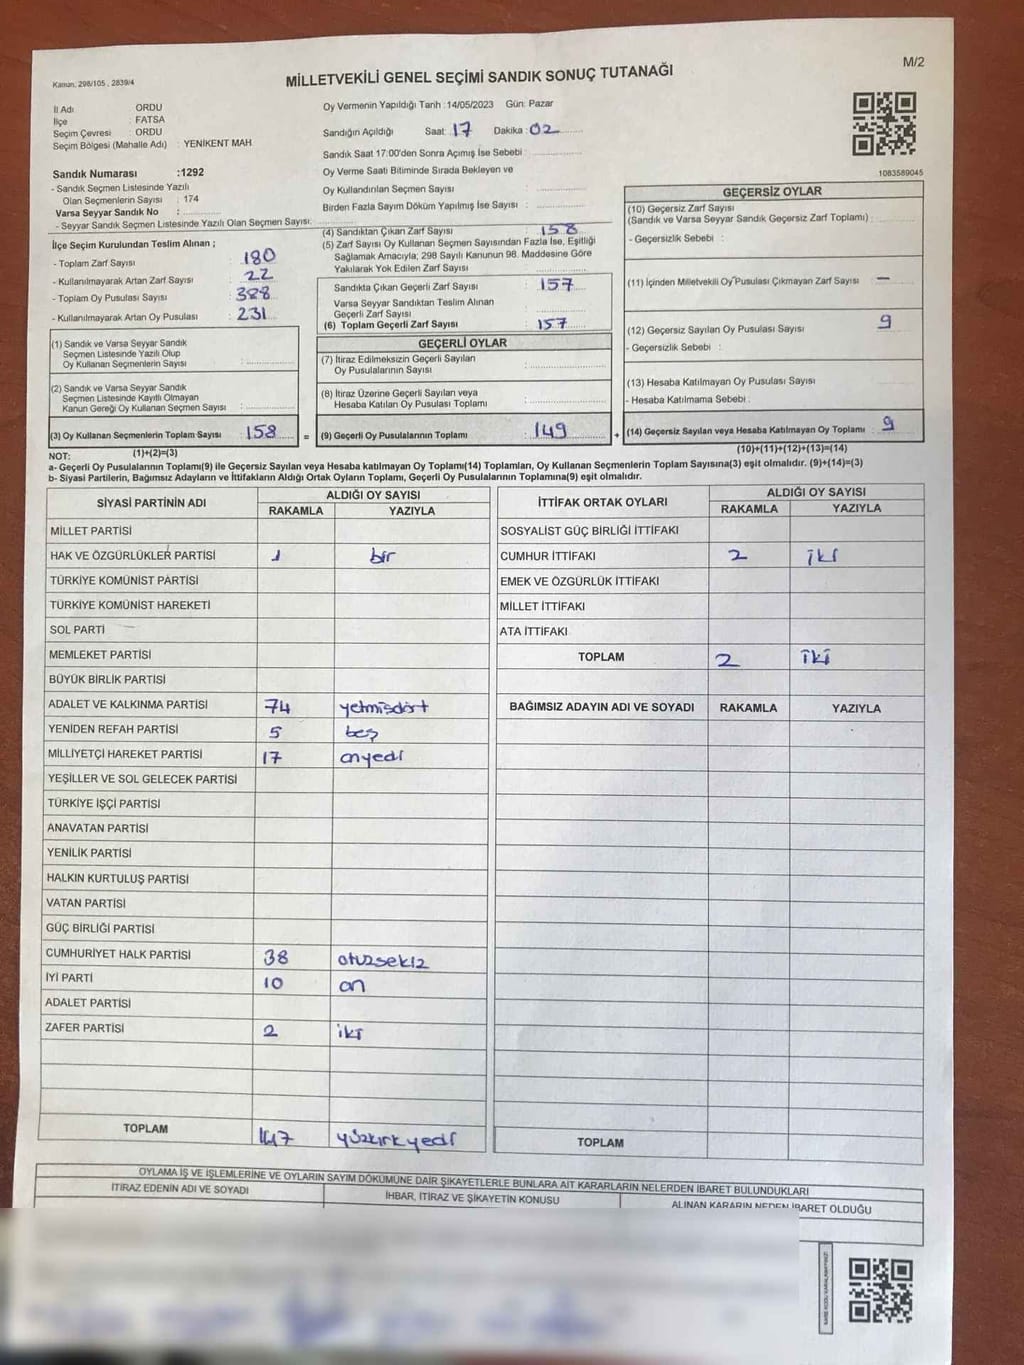 M/2
Kanun, 298/105 , 2839/4
MİLLETVEKİLİ GENEL SEÇİMİ SANDIK SONUÇ TUTANAĞI
İl Adı ORDU
İlçe : FATSA
Seçim Çevresi : ORDU
Seçim Bölgesi (Mahalle Adı) : YENİKENT MAH
Sandık Numarası :1292
- Sandık Seçmen Listesinde Yazılı
Olan Seçmenlerin Sayısı : 174
Varsa Seyyar Sandık No :
- Seyyar Sandık Seçmen Listesinde Yazılı Olan Seçmen Sayısı:
Oy Vermenin Yapıldığı Tarih :14/05/2023 Gün: Pazar
Sandığın Açıldığı Saat: 17 Dakika: 02
Sandık Saat 17:00'den Sonra Açımış İse Sebebi :
Oy Verme Saati Bitiminde Sırada Bekleyen ve
Oy Kullandırılan Seçmen Sayısı :
Birden Fazla Sayım Döküm Yapılmış İse Sayısı :
1083589045
İlçe Seçim Kurulundan Teslim Alınan ;
- Toplam Zarf Sayısı : 180
- Kullanılmayarak Artan Zarf Sayısı : 22
- Toplam Oy Pusulası Sayısı : 388
- Kullanılmayarak Artan Oy Pusulası : 231
(1) Sandık ve Varsa Seyyar Sandık
Seçmen Listesinde Yazılı Olup
Oy Kullanan Seçmenlerin Sayısı :
(2) Sandık ve Varsa Seyyar Sandık
Seçmen Listesinde Kayıtlı Olmayan
Kanun Gereği Oy Kullanan Seçmen Sayısı :
(3) Oy Kullanan Seçmenlerin Toplam Sayısı 158
(4) Sandıktan Çıkan Zarf Sayısı : 158
(5) Zarf Sayısı Oy Kullanan Seçmen Sayısından Fazla İse, Eşitliği
Sağlamak Amacıyla; 298 Sayılı Kanunun 98. Maddesine Göre
Yakılarak Yok Edilen Zarf Sayısı :
Sandıkta Çıkan Geçerli Zarf Sayısı : 157
Varsa Seyyar Sandıktan Teslim Alınan
Geçerli Zarf Sayısı :
(6) Toplam Geçerli Zarf Sayısı : 157
GEÇERLİ OYLAR
(7) İtiraz Edilmeksizin Geçerli Sayılan
Oy Pusulalarının Sayısı :
(8) İtiraz Üzerine Geçerli Sayılan veya
Hesaba Katılan Oy Pusulası Toplamı :
= (9) Geçerli Oy Pusulalarının Toplamı : 149
GEÇERSİZ OYLAR
(10) Geçersiz Zarf Sayısı
(Sandık ve Varsa Seyyar Sandık Geçersiz Zarf Toplamı) :
- Geçersizlik Sebebi :
(11) İçinden Milletvekili Oy Pusulası Çıkmayan Zarf Sayısı : —
(12) Geçersiz Sayılan Oy Pusulası Sayısı : 9
- Geçersizlik Sebebi :
(13) Hesaba Katılmayan Oy Pusulası Sayısı :
- Hesaba Katılmama Sebebi :
+ (14) Geçersiz Sayılan veya Hesaba Katılmayan Oy Toplamı : 9
NOT: (1)+(2)=(3) (10)+(11)+(12)+(13)=(14)
a- Geçerli Oy Pusulalarının Toplamı(9) ile Geçersiz Sayılan veya Hesaba katılmayan Oy Toplamı(14) Toplamları, Oy Kullanan Seçmenlerin Toplam Sayısına(3) eşit olmalıdır. (9)+(14)=(3)
b- Siyasi Partilerin, Bağımsız Adayların ve İttifakların Aldığı Ortak Oyların Toplamı, Geçerli Oy Pusulalarının Toplamına(9) eşit olmalıdır.
SİYASİ PARTİNİN ADI ALDIĞI OY SAYISI
RAKAMLA YAZIYLA
MİLLET PARTİSİ
HAK VE ÖZGÜRLÜKLER PARTİSİ 1 bir
TÜRKİYE KOMÜNİST PARTİSİ
TÜRKİYE KOMÜNİST HAREKETİ
SOL PARTİ
MEMLEKET PARTİSİ
BÜYÜK BİRLİK PARTİSİ
ADALET VE KALKINMA PARTİSİ 74 yetmişdört
YENİDEN REFAH PARTİSİ 5 beş
MİLLİYETÇİ HAREKET PARTİSİ 17 onyedi
YEŞİLLER VE SOL GELECEK PARTİSİ
TÜRKİYE İŞÇİ PARTİSİ
ANAVATAN PARTİSİ
YENİLİK PARTİSİ
HALKIN KURTULUŞ PARTİSİ
VATAN PARTİSİ
GÜÇ BİRLİĞİ PARTİSİ
CUMHURİYET HALK PARTİSİ 38 otuzsekiz
İYİ PARTİ 10 on
ADALET PARTİSİ
ZAFER PARTİSİ 2 iki
TOPLAM 147 yüzkırkyedi
İTTİFAK ORTAK OYLARI ALDIĞI OY SAYISI
RAKAMLA YAZIYLA
SOSYALİST GÜÇ BİRLİĞİ İTTİFAKI
CUMHUR İTTİFAKI 2 iki
EMEK VE ÖZGÜRLÜK İTTİFAKI
MİLLET İTTİFAKI
ATA İTTİFAKI
TOPLAM 2 iki
BAĞIMSIZ ADAYIN ADI VE SOYADI RAKAMLA YAZIYLA
TOPLAM
OYLAMA İŞ VE İŞLEMLERİNE VE OYLARIN SAYIM DÖKÜMÜNE DAİR ŞİKAYETLERLE BUNLARA AİT KARARLARIN NELERDEN İBARET BULUNDUKLARI
İTİRAZ EDENİN ADI VE SOYADI İHBAR, İTİRAZ VE ŞİKAYETİN KONUSU ALINAN KARARIN NEDEN İBARET OLDUĞU